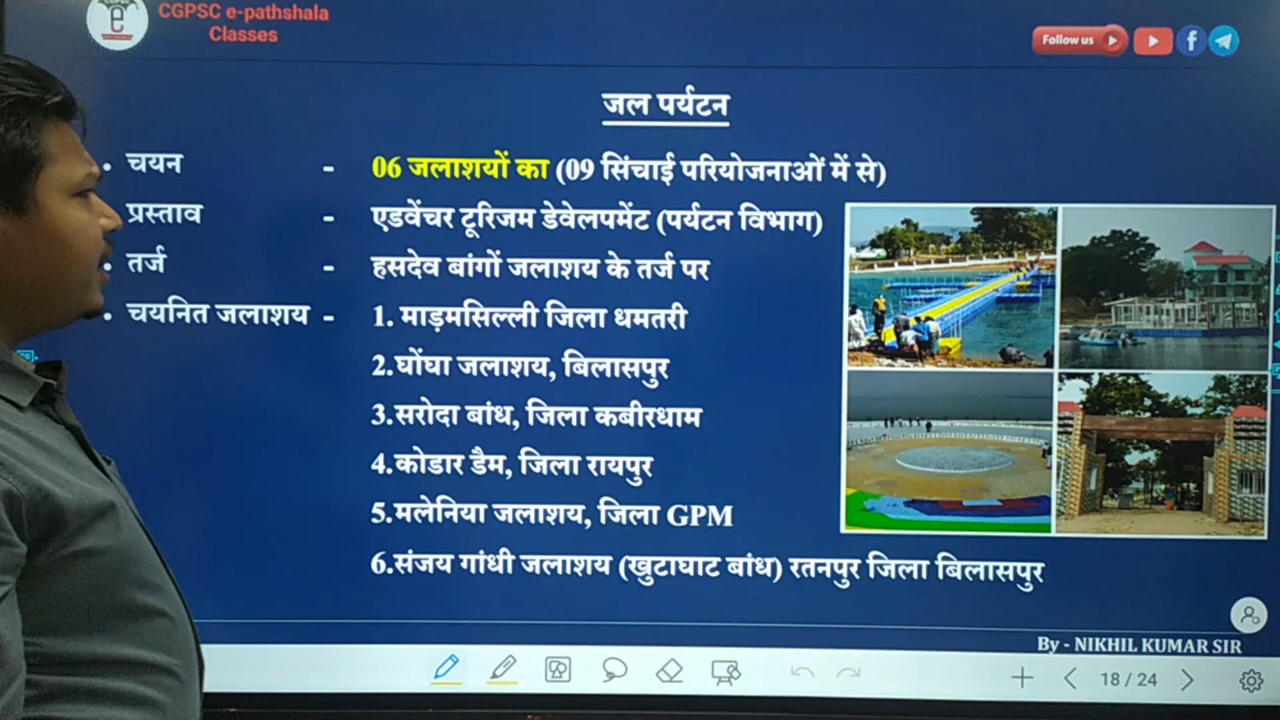 CGPSC e-pathshala
Classes
Follow us
जल पर्यटन
• चयन - 06 जलाशयों का (09 सिंचाई परियोजनाओं में से)
प्रस्ताव - एडवेंचर टूरिजम डेवेलपमेंट (पर्यटन विभाग)
• तर्ज - हसदेव बांगों जलाशय के तर्ज पर
• चयनित जलाशय - 1. माड़मसिल्ली जिला धमतरी
2.घोंघा जलाशय, बिलासपुर
3.सरोदा बांध, जिला कबीरधाम
4.कोडार डैम, जिला रायपुर
5.मलेनिया जलाशय, जिला GPM
6.संजय गांधी जलाशय (खुटाघाट बांध) रतनपुर जिला बिलासपुर
By - NIKHIL KUMAR SIR
18 / 24